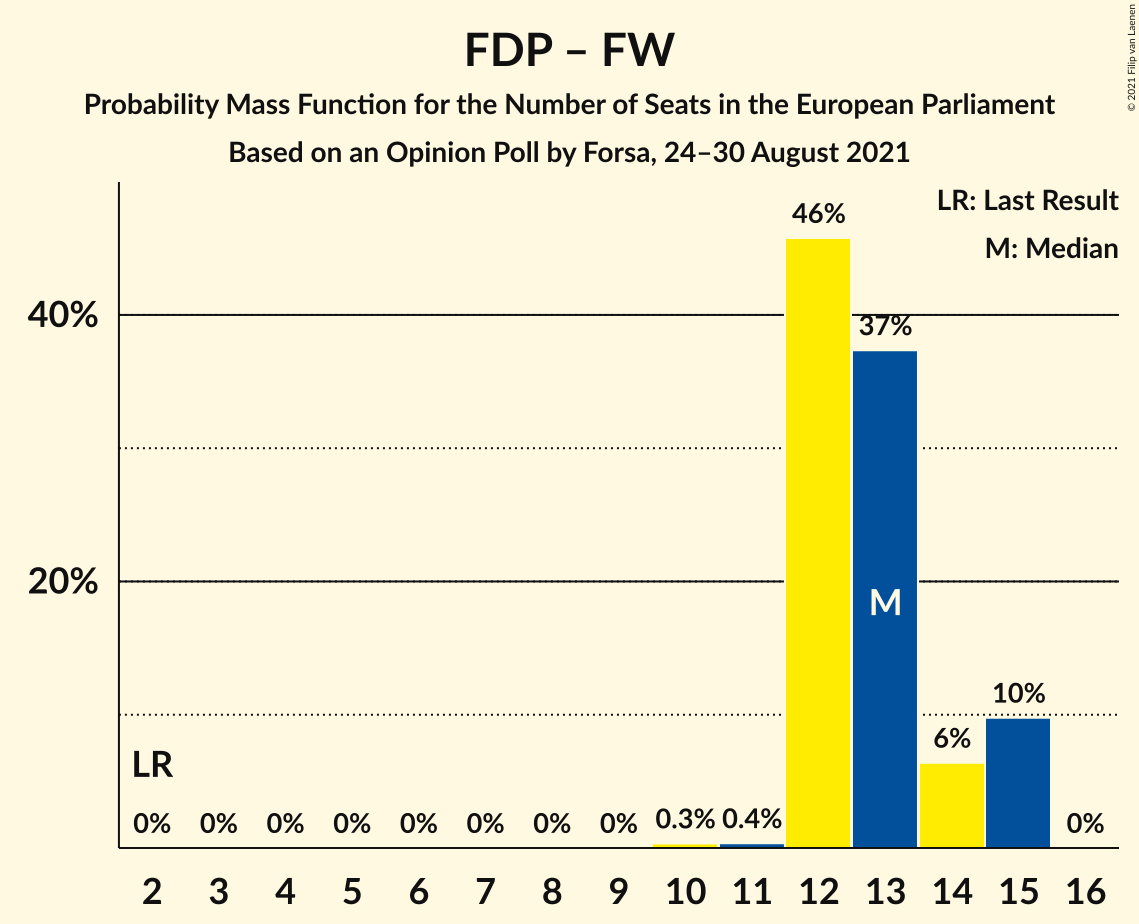 FDP – FW
Probability Mass Function for the Number of Seats in the European Parliament
Based on an Opinion Poll by Forsa, 24–30 August 2021
© 2021 Filip van Laenen
LR: Last Result
M: Median
46%
40%
37%
20%
M
10%
6%
LR
0% 0% 0% 0% 0% 0% 0% 0% 0.3% 0.4% 0%
2 3 4 5 6 7 8 9 10 11 12 13 14 15 16